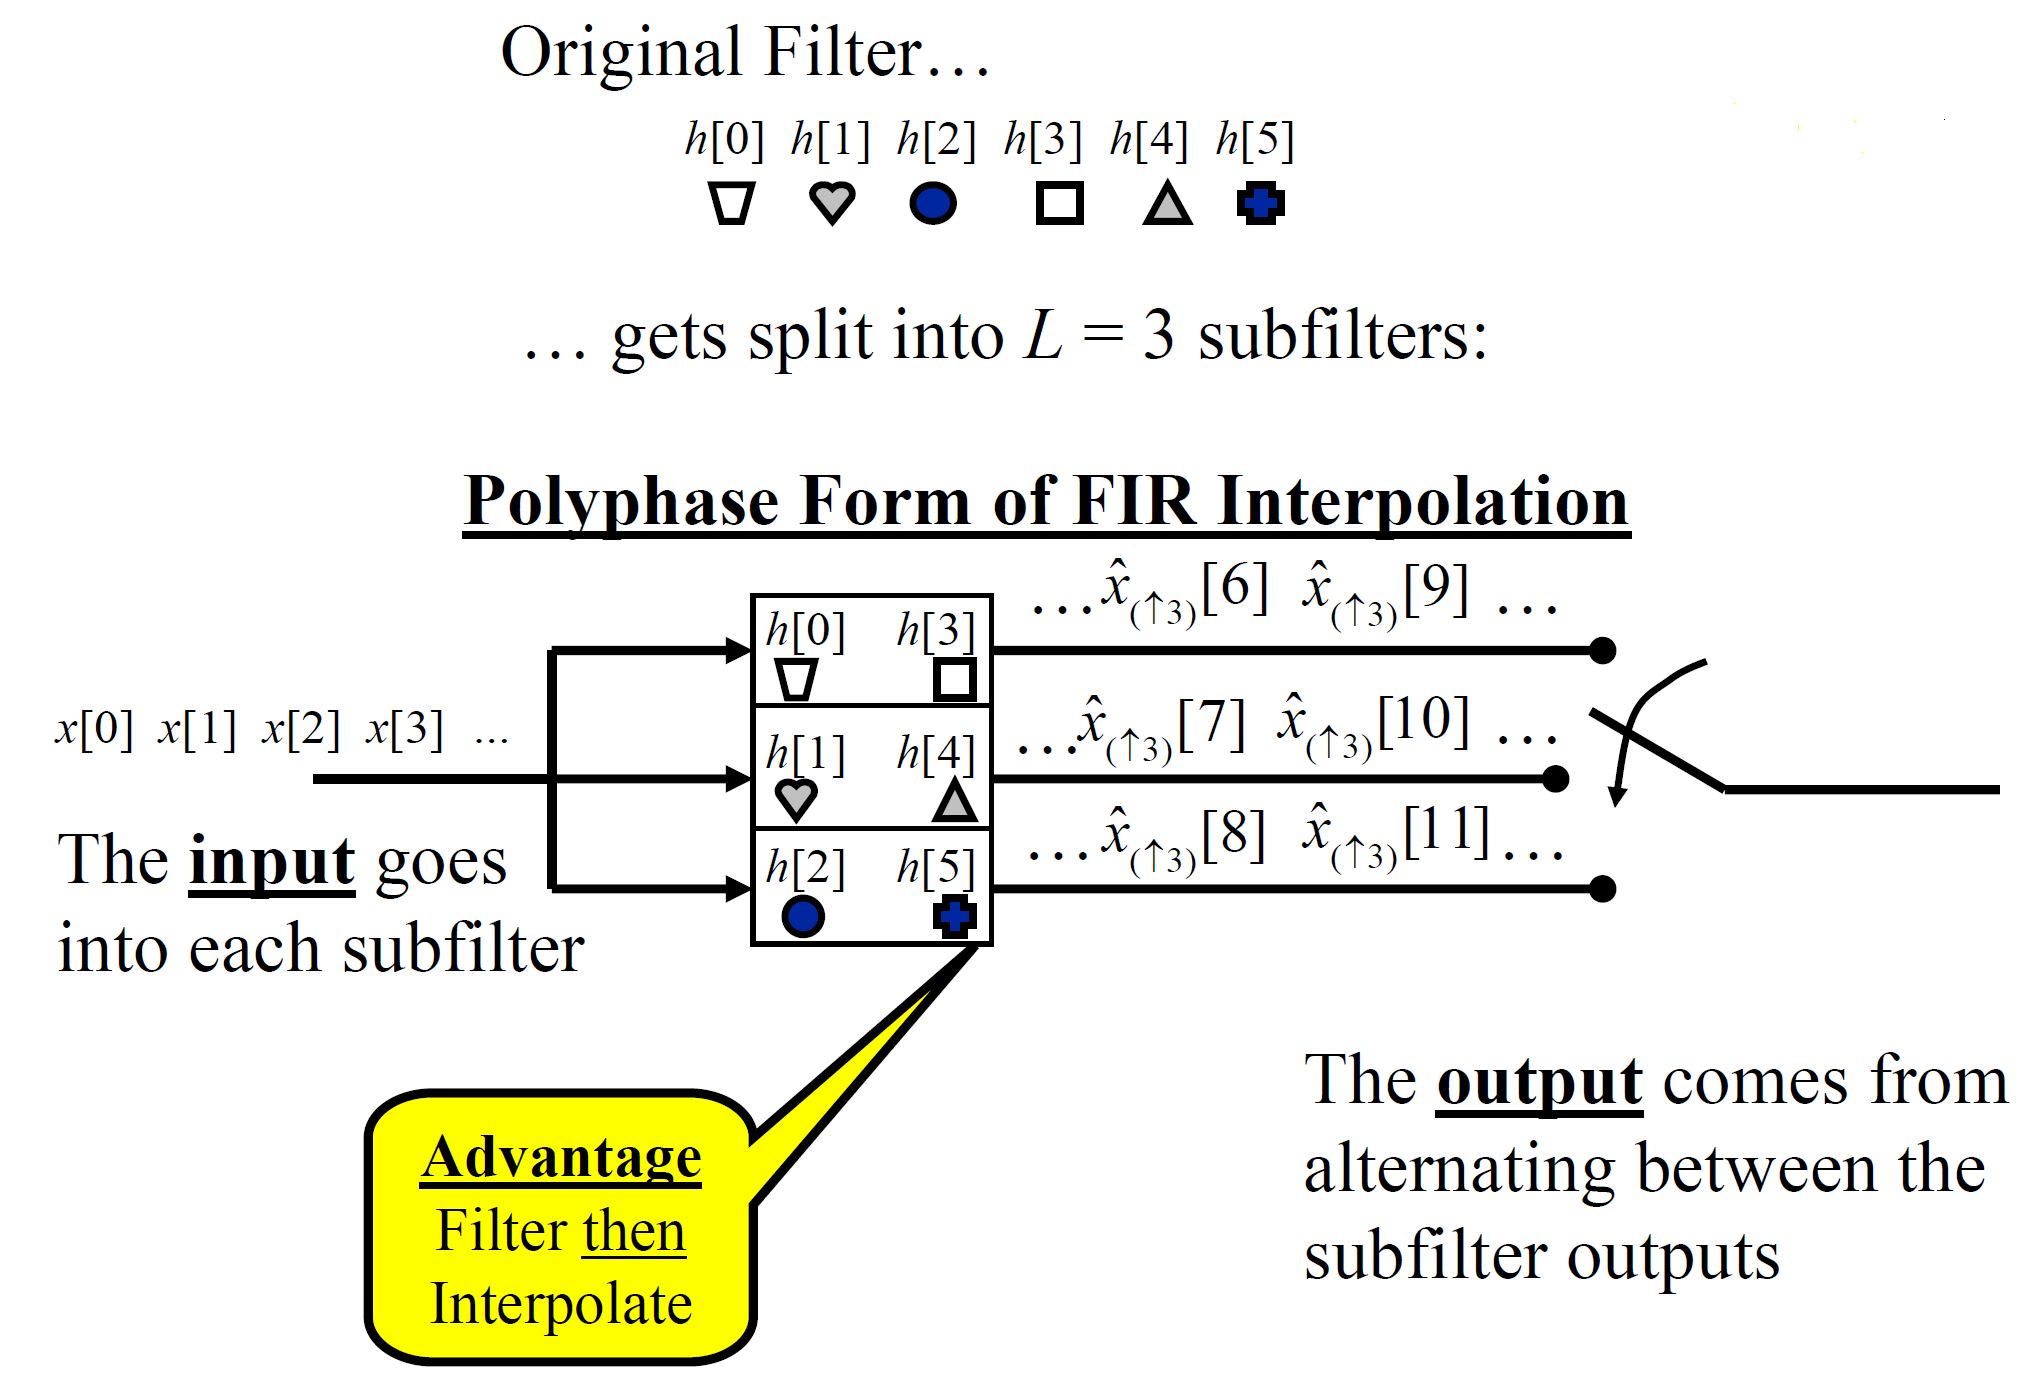 Original Filter…
h[0] h[1] h[2] h[3] h[4] h[5]
… gets split into L = 3 subfilters:
Polyphase Form of FIR Interpolation
…x̂(↑3)[6] x̂(↑3)[9] …
h[0] h[3]
x[0] x[1] x[2] x[3] ...
…x̂(↑3)[7] x̂(↑3)[10] …
h[1] h[4]
…x̂(↑3)[8] x̂(↑3)[11] …
h[2] h[5]
The input goes
into each subfilter
Advantage
Filter then
Interpolate
The output comes from
alternating between the
subfilter outputs